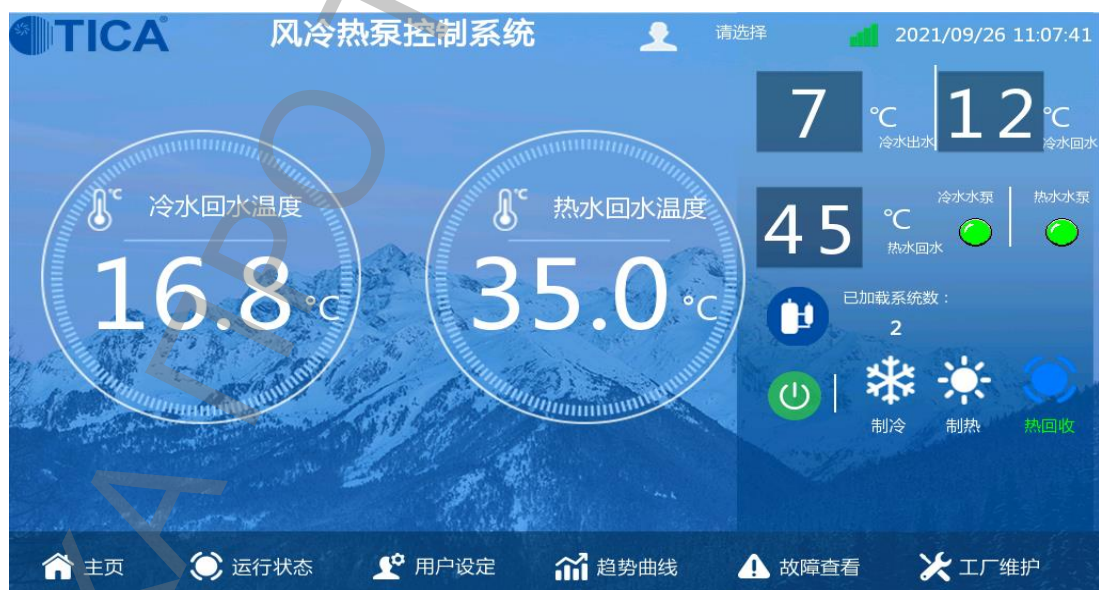 TICA
风冷热泵控制系统
请选择
2021/09/26 11:07:41
7 ℃ 冷水出水
12 ℃ 冷水回水
℃ 冷水回水温度
16.8 ℃
℃ 热水回水温度
35.0 ℃
45 ℃ 热水回水
冷水水泵
热水水泵
已加载系统数：
2
制冷
制热
热回收
主页
运行状态
用户设定
趋势曲线
故障查看
工厂维护